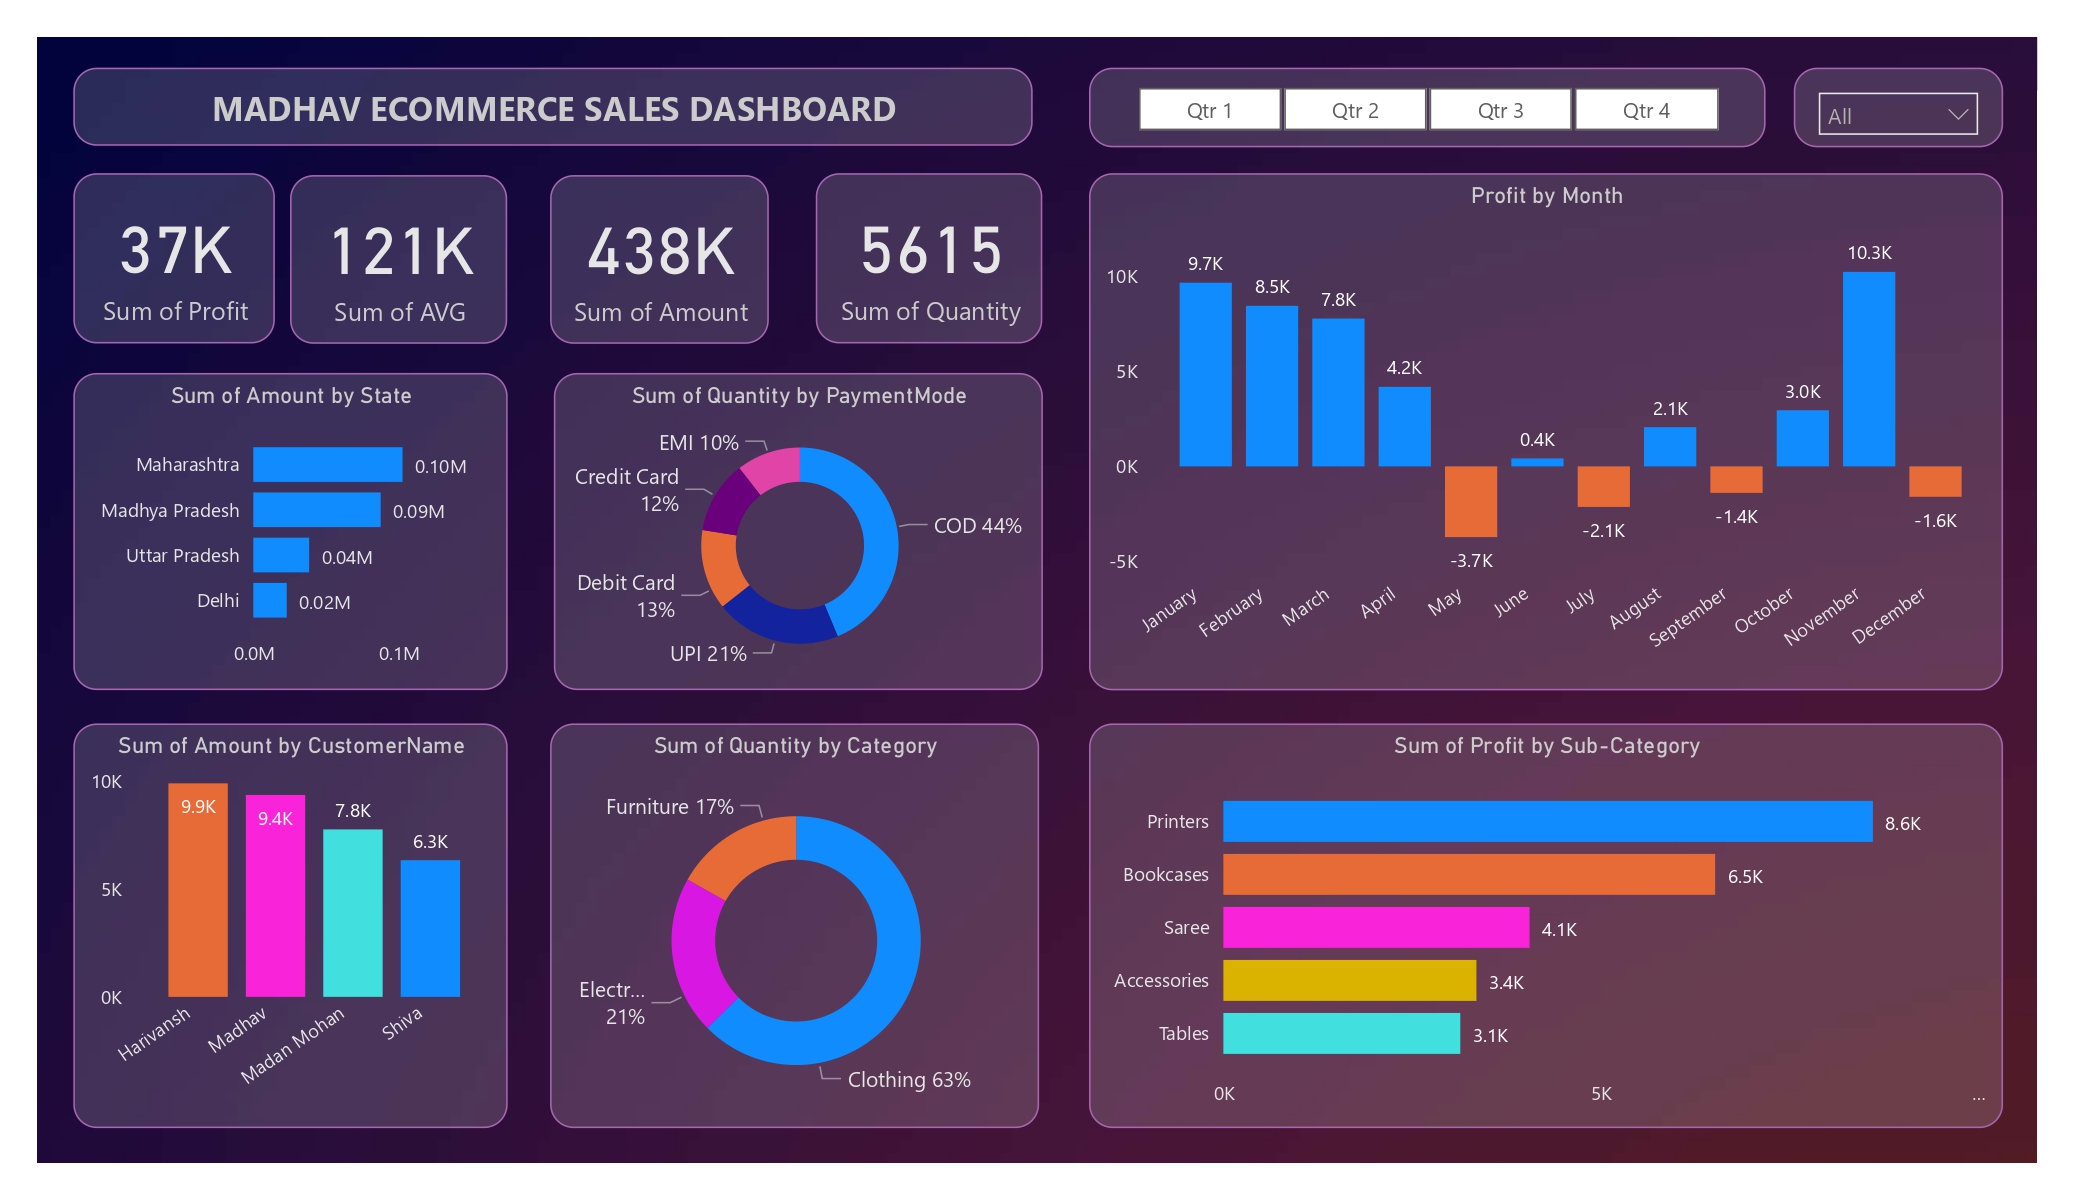 MADHAV ECOMMERCE SALES DASHBOARD
Qtr 1 Qtr 2 Qtr 3 Qtr 4
All
37K
Sum of Profit
121K
Sum of AVG
438K
Sum of Amount
5615
Sum of Quantity
Profit by Month
10K
5K
0K
-5K
9.7K
8.5K
7.8K
4.2K
-3.7K
0.4K
-2.1K
2.1K
-1.4K
3.0K
10.3K
-1.6K
January
February
March
April
May
June
July
August
September
October
November
December
Sum of Amount by State
Maharashtra 0.10M
Madhya Pradesh 0.09M
Uttar Pradesh 0.04M
Delhi 0.02M
0.0M 0.1M
Sum of Quantity by PaymentMode
EMI 10%
Credit Card
12%
COD 44%
Debit Card
13%
UPI 21%
Sum of Amount by CustomerName
10K
5K
0K
9.9K
9.4K
7.8K
6.3K
Harivansh
Madhav
Madan Mohan
Shiva
Sum of Quantity by Category
Furniture 17%
Electr...
21%
Clothing 63%
Sum of Profit by Sub-Category
Printers 8.6K
Bookcases 6.5K
Saree 4.1K
Accessories 3.4K
Tables 3.1K
0K 5K ...